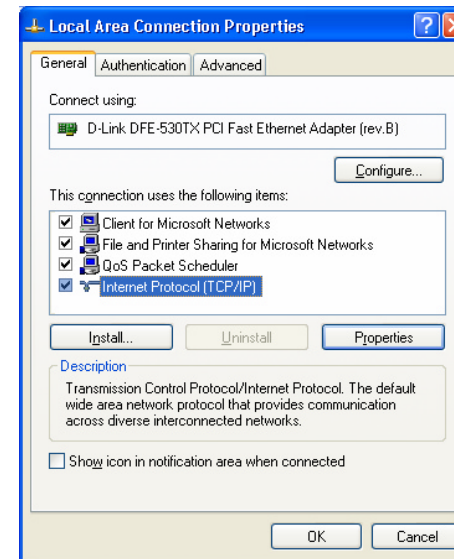 Local Area Connection Properties
General Authentication Advanced
Connect using:
D-Link DFE-530TX PCI Fast Ethernet Adapter (rev.B)
Configure...
This connection uses the following items:
Client for Microsoft Networks
File and Printer Sharing for Microsoft Networks
QoS Packet Scheduler
Internet Protocol (TCP/IP)
Install... Uninstall Properties
Description
Transmission Control Protocol/Internet Protocol. The default
wide area network protocol that provides communication
across diverse interconnected networks.
Show icon in notification area when connected
OK Cancel